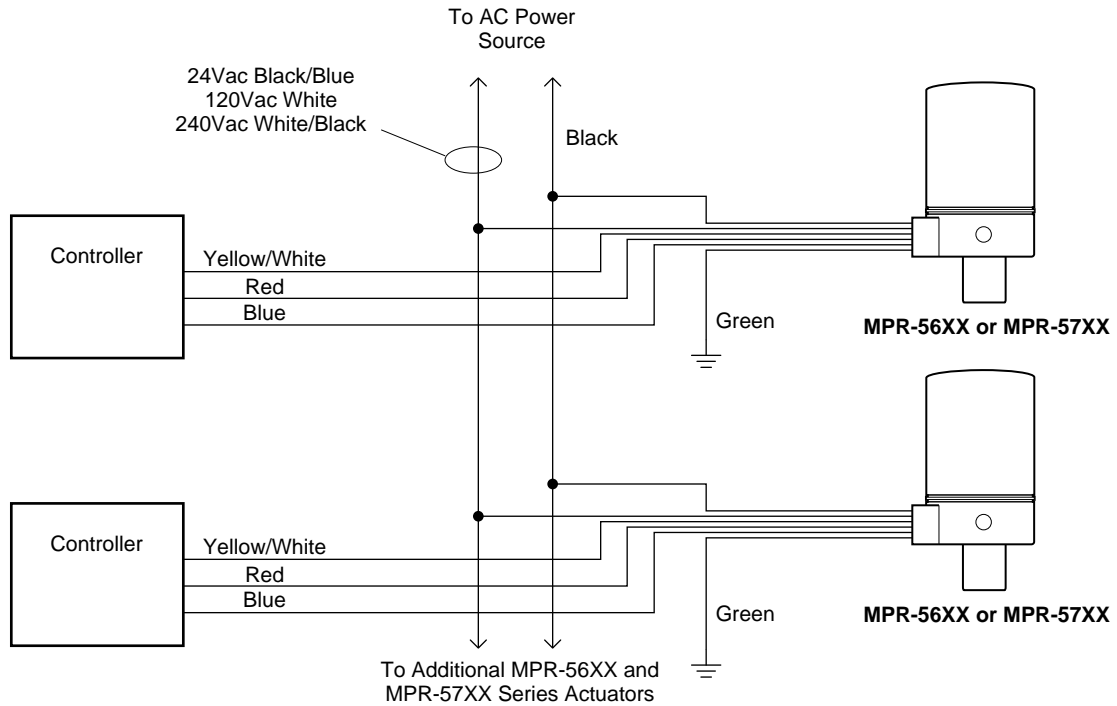 To AC Power
Source
24Vac Black/Blue
120Vac White
240Vac White/Black
Black
Controller
Yellow/White
Red
Blue
Green
MPR-56XX or MPR-57XX
Controller
Yellow/White
Red
Blue
Green
MPR-56XX or MPR-57XX
To Additional MPR-56XX and
MPR-57XX Series Actuators